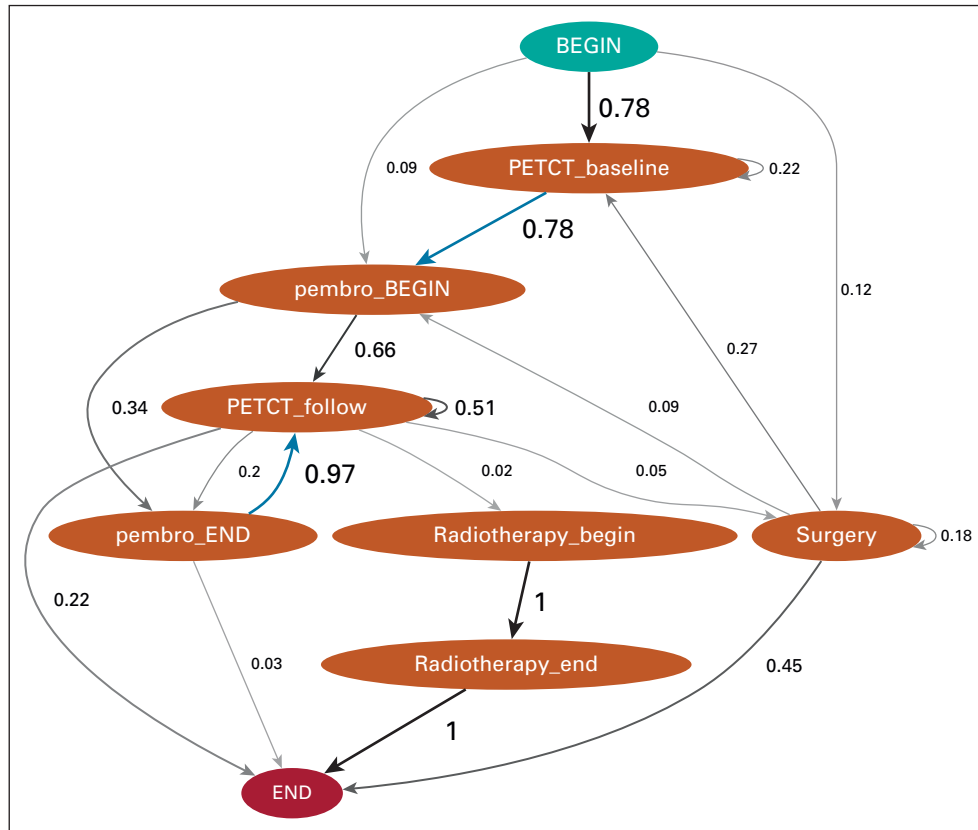 BEGIN
0.78
0.09
PETCT_baseline
0.22
0.78
pembro_BEGIN
0.12
0.66
0.27
0.34
PETCT_follow
0.51
0.09
0.2
0.97
0.02
0.05
pembro_END
Radiotherapy_begin
Surgery
0.18
0.22
1
0.03
Radiotherapy_end
0.45
1
END